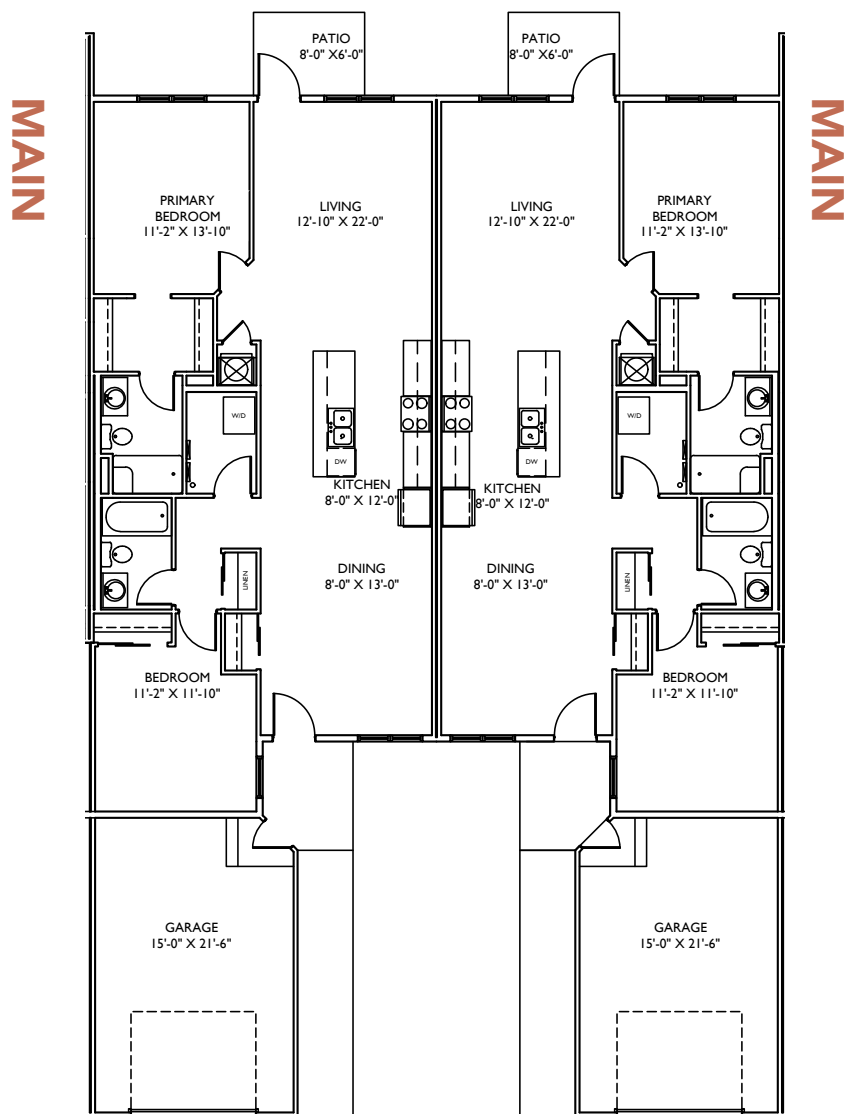 MAIN
PATIO
8'-0" X6'-0"
PRIMARY
BEDROOM
11'-2" X 13'-10"
LIVING
12'-10" X 22'-0"
W/D
DW
KITCHEN
8'-0" X 12'-0"
DINING
8'-0" X 13'-0"
LINEN
BEDROOM
11'-2" X 11'-10"
GARAGE
15'-0" X 21'-6"
PATIO
8'-0" X6'-0"
LIVING
12'-10" X 22'-0"
PRIMARY
BEDROOM
11'-2" X 13'-10"
W/D
DW
KITCHEN
8'-0" X 12'-0"
DINING
8'-0" X 13'-0"
LINEN
BEDROOM
11'-2" X 11'-10"
GARAGE
15'-0" X 21'-6"
MAIN